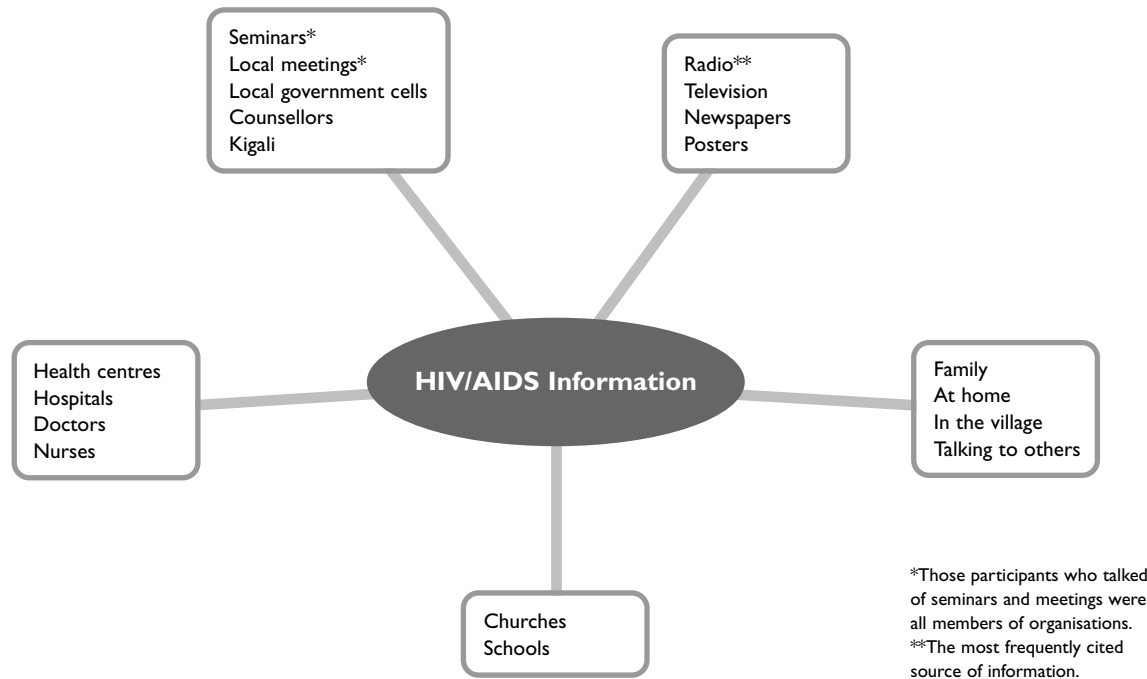 Seminars*
Local meetings*
Local government cells
Counsellors
Kigali
Radio**
Television
Newspapers
Posters
Health centres
Hospitals
Doctors
Nurses
HIV/AIDS Information
Family
At home
In the village
Talking to others
Churches
Schools
*Those participants who talked
of seminars and meetings were
all members of organisations.
**The most frequently cited
source of information.